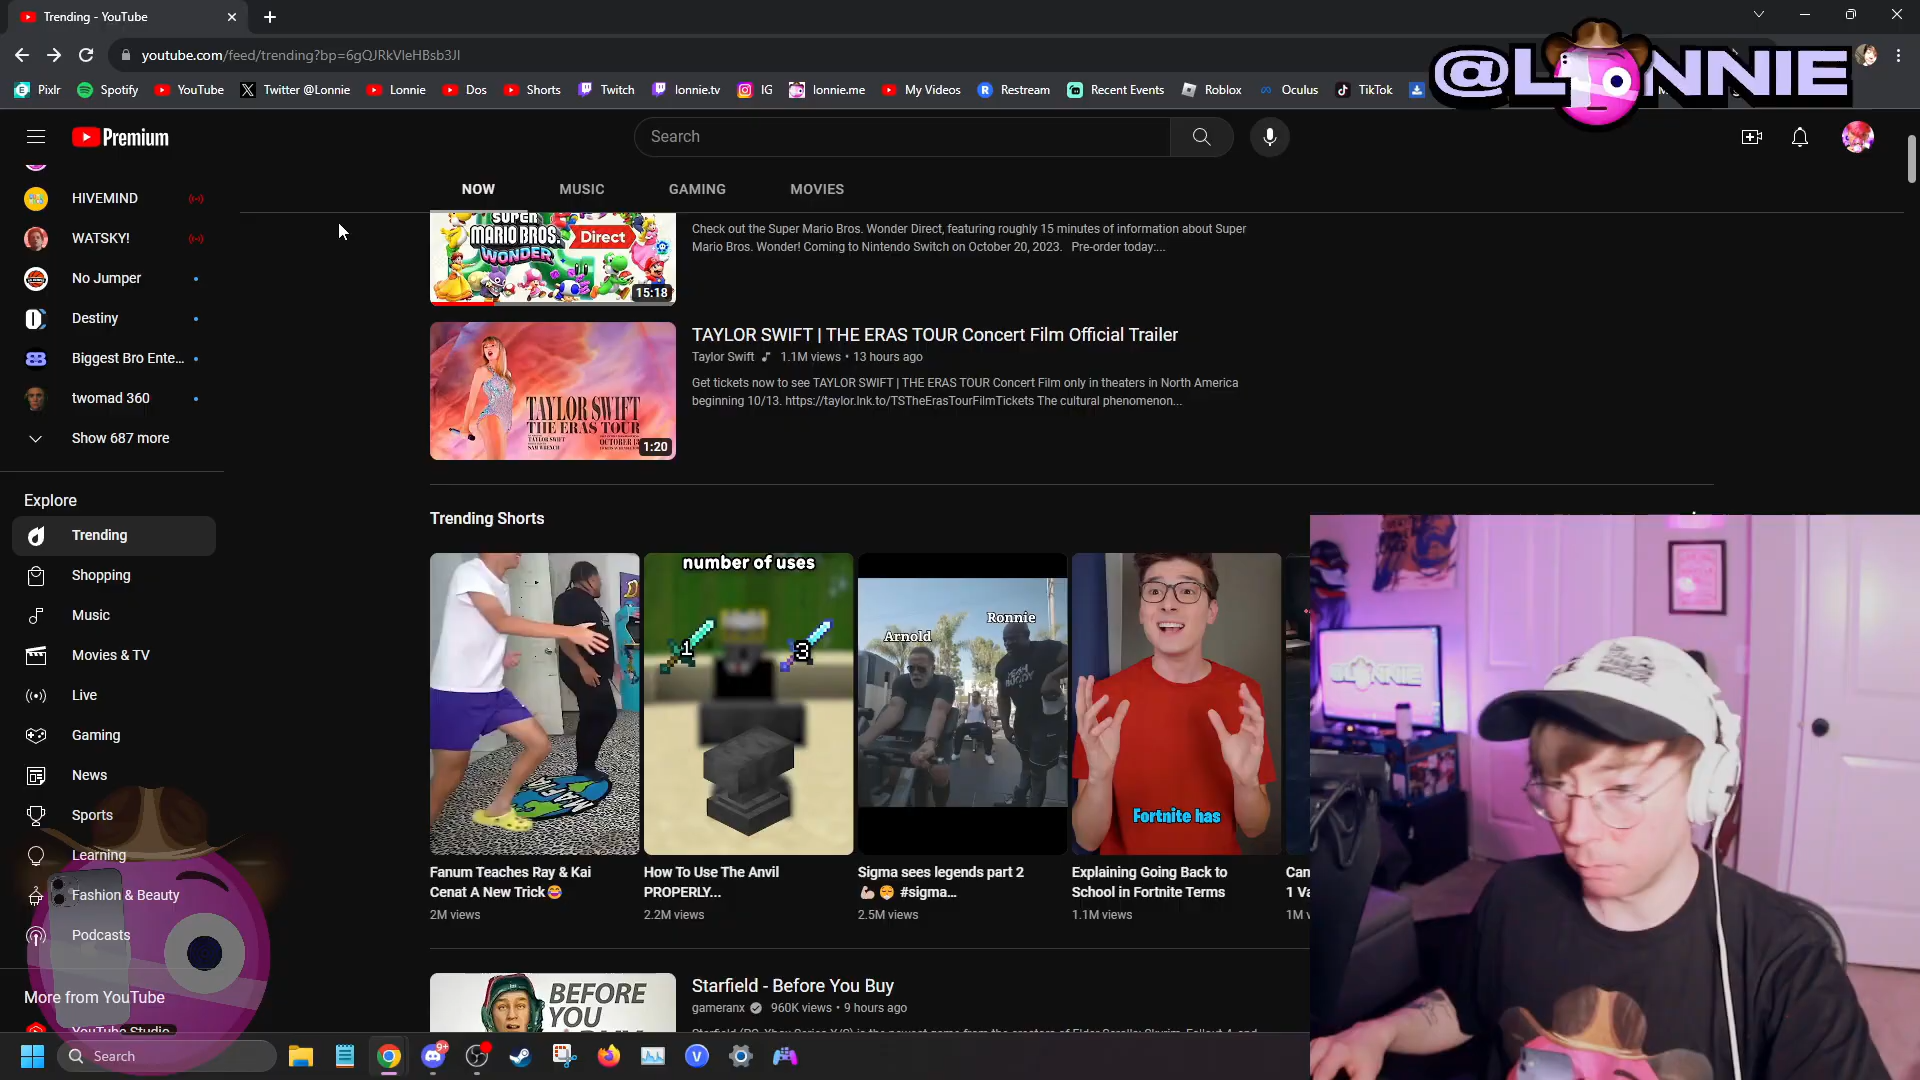 Trending - YouTube
youtube.com/feed/trending?bp=6gQJRkVleHBsb3Jl
@LONNIE
Pixlr Spotify YouTube Twitter @Lonnie Lonnie Dos Shorts Twitch lonnie.tv IG lonnie.me My Videos Restream Recent Events Roblox Oculus TikTok
Premium
Search
NOW MUSIC GAMING MOVIES
HIVEMIND
WATSKY!
No Jumper
Destiny
Biggest Bro Ente...
twomad 360
Show 687 more
Explore
Trending
Shopping
Music
Movies & TV
Live
Gaming
News
Sports
Learning
Fashion & Beauty
Podcasts
More from YouTube
YouTube Studio
SUPER
MARIO BROS.
WONDER
Direct
15:18
Check out the Super Mario Bros. Wonder Direct, featuring roughly 15 minutes of information about Super
Mario Bros. Wonder! Coming to Nintendo Switch on October 20, 2023. Pre-order today:...
TAYLOR SWIFT
THE ERAS TOUR
1:20
TAYLOR SWIFT | THE ERAS TOUR Concert Film Official Trailer
Taylor Swift 1.1M views • 13 hours ago
Get tickets now to see TAYLOR SWIFT | THE ERAS TOUR Concert Film only in theaters in North America
beginning 10/13. https://taylor.lnk.to/TSTheErasTourFilmTickets The cultural phenomenon...
Trending Shorts
MAFIA
number of uses
1 3
Arnold
Ronnie
Fortnite has
Fanum Teaches Ray & Kai
Cenat A New Trick😂
2M views
How To Use The Anvil
PROPERLY...
2.2M views
Sigma sees legends part 2
💪🏻 😮‍💨 #sigma...
2.5M views
Explaining Going Back to
School in Fortnite Terms
1.1M views
Can
1 Va
1M v
BEFORE
YOU
Starfield - Before You Buy
gameranx 960K views • 9 hours ago
LONNIE
Search
9+